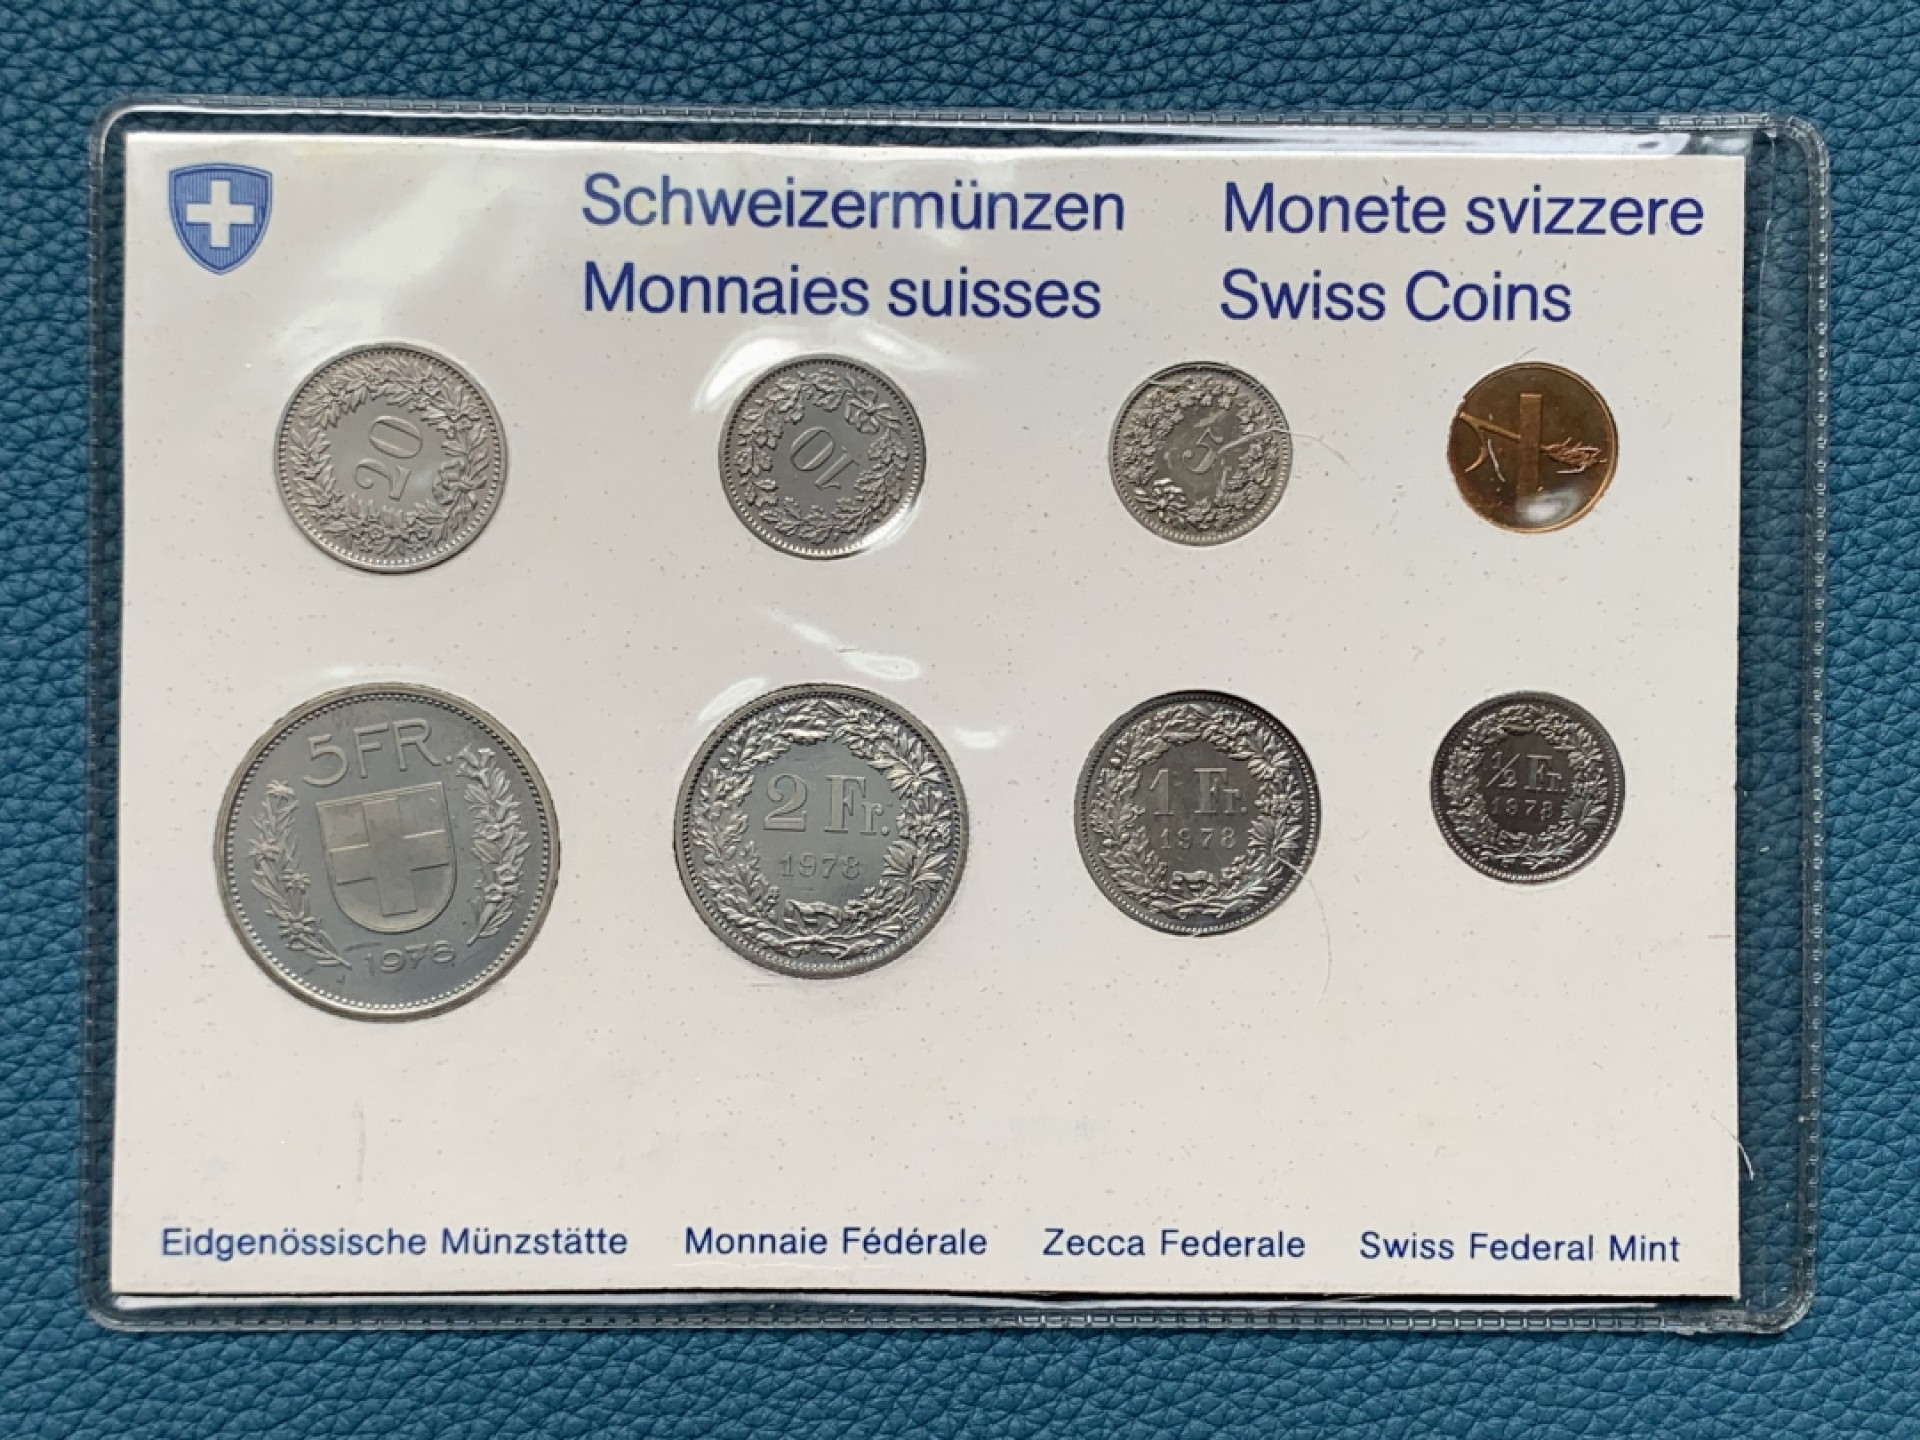 Schweizermünzen Monete svizzere
Monnaies suisses Swiss Coins
20
10
5
1
5FR.
1978
2 Fr.
1978
1 Fr.
1978
1/2 Fr.
1978
Eidgenössische Münzstätte Monnaie Fédérale Zecca Federale Swiss Federal Mint